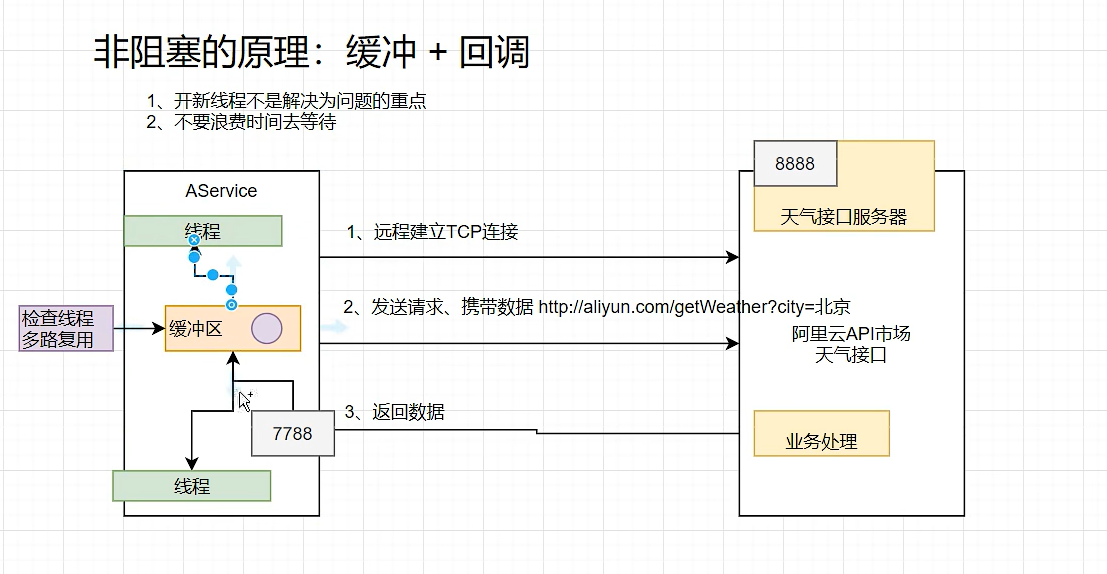 非阻塞的原理：缓冲 + 回调
1、开新线程不是解决为问题的重点
2、不要浪费时间去等待
AService
线程
检查线程
多路复用
缓冲区
7788
线程
1、远程建立TCP连接
2、发送请求、携带数据 http://aliyun.com/getWeather?city=北京
3、返回数据
8888
天气接口服务器
阿里云API市场
天气接口
业务处理